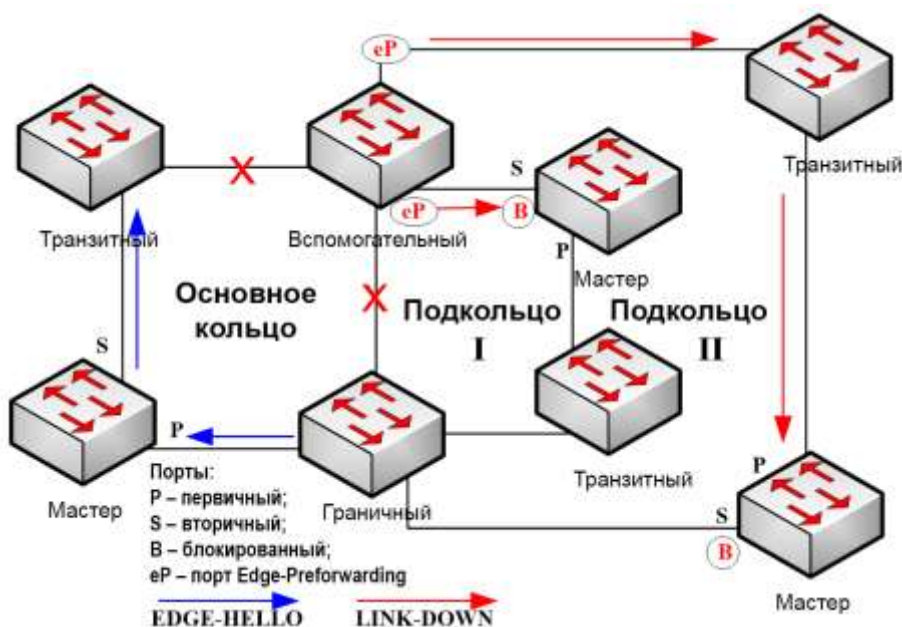 eP
Транзитный
S
Транзитный
Вспомогательный
eP
B
P
Мастер
Основное
кольцо
Подкольцо
I
Подкольцо
II
S
P
P
Мастер
Граничный
Транзитный
S
B
Мастер
Порты:
P – первичный;
S – вторичный;
B – блокированный;
eP – порт Edge-Preforwarding
EDGE-HELLO
LINK-DOWN